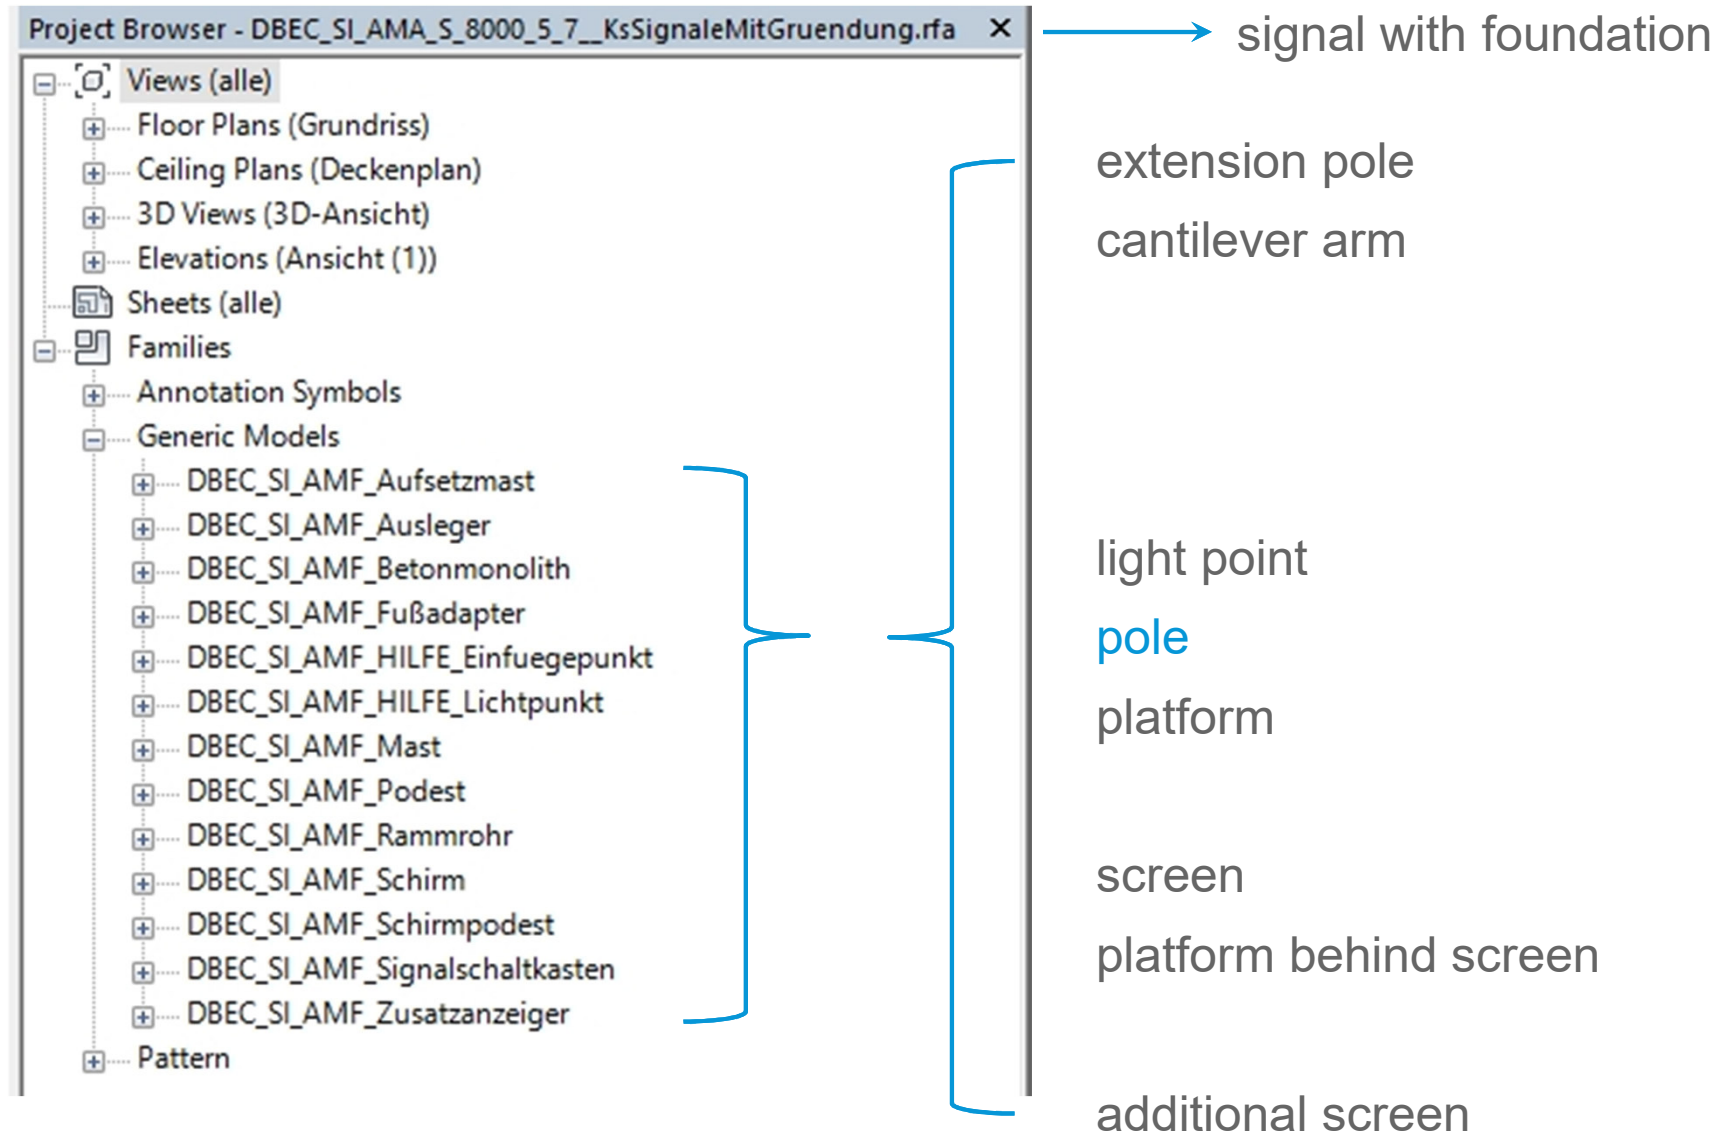 Project Browser - DBEC_SI_AMA_S_8000_5_7__KsSignaleMitGruendung.rfa
Views (alle)
Floor Plans (Grundriss)
Ceiling Plans (Deckenplan)
3D Views (3D-Ansicht)
Elevations (Ansicht (1))
Sheets (alle)
Families
Annotation Symbols
Generic Models
DBEC_SI_AMF_Aufsetzmast
DBEC_SI_AMF_Ausleger
DBEC_SI_AMF_Betonmonolith
DBEC_SI_AMF_Fußadapter
DBEC_SI_AMF_HILFE_Einfuegepunkt
DBEC_SI_AMF_HILFE_Lichtpunkt
DBEC_SI_AMF_Mast
DBEC_SI_AMF_Podest
DBEC_SI_AMF_Rammrohr
DBEC_SI_AMF_Schirm
DBEC_SI_AMF_Schirmpodest
DBEC_SI_AMF_Signalschaltkasten
DBEC_SI_AMF_Zusatzanzeiger
Pattern
signal with foundation
extension pole
cantilever arm
light point
pole
platform
screen
platform behind screen
additional screen